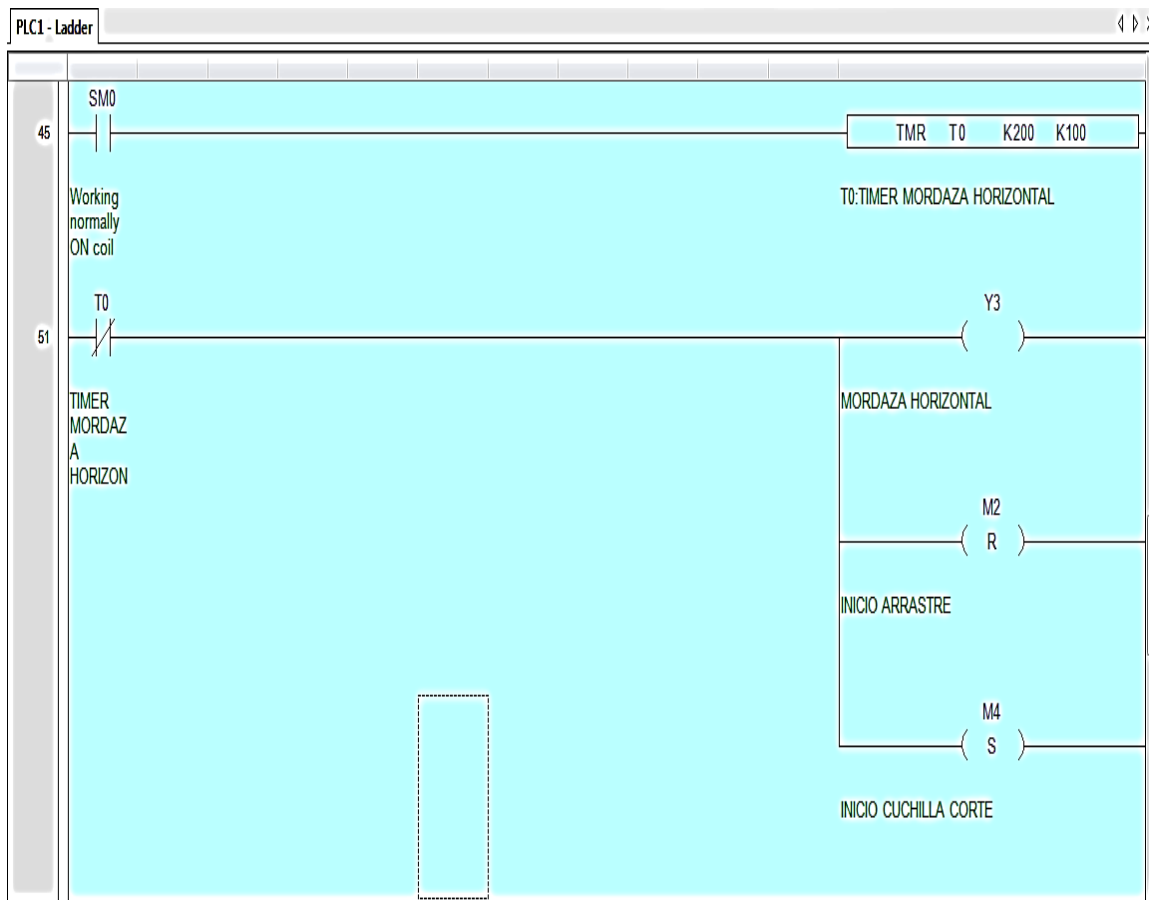 PLC1 - Ladder
SM0
45
TMR T0 K200 K100
Working
normally
ON coil
T0:TIMER MORDAZA HORIZONTAL
T0
Y3
51
TIMER
MORDAZ
A
HORIZON
MORDAZA HORIZONTAL
M2
R
INICIO ARRASTRE
M4
S
INICIO CUCHILLA CORTE